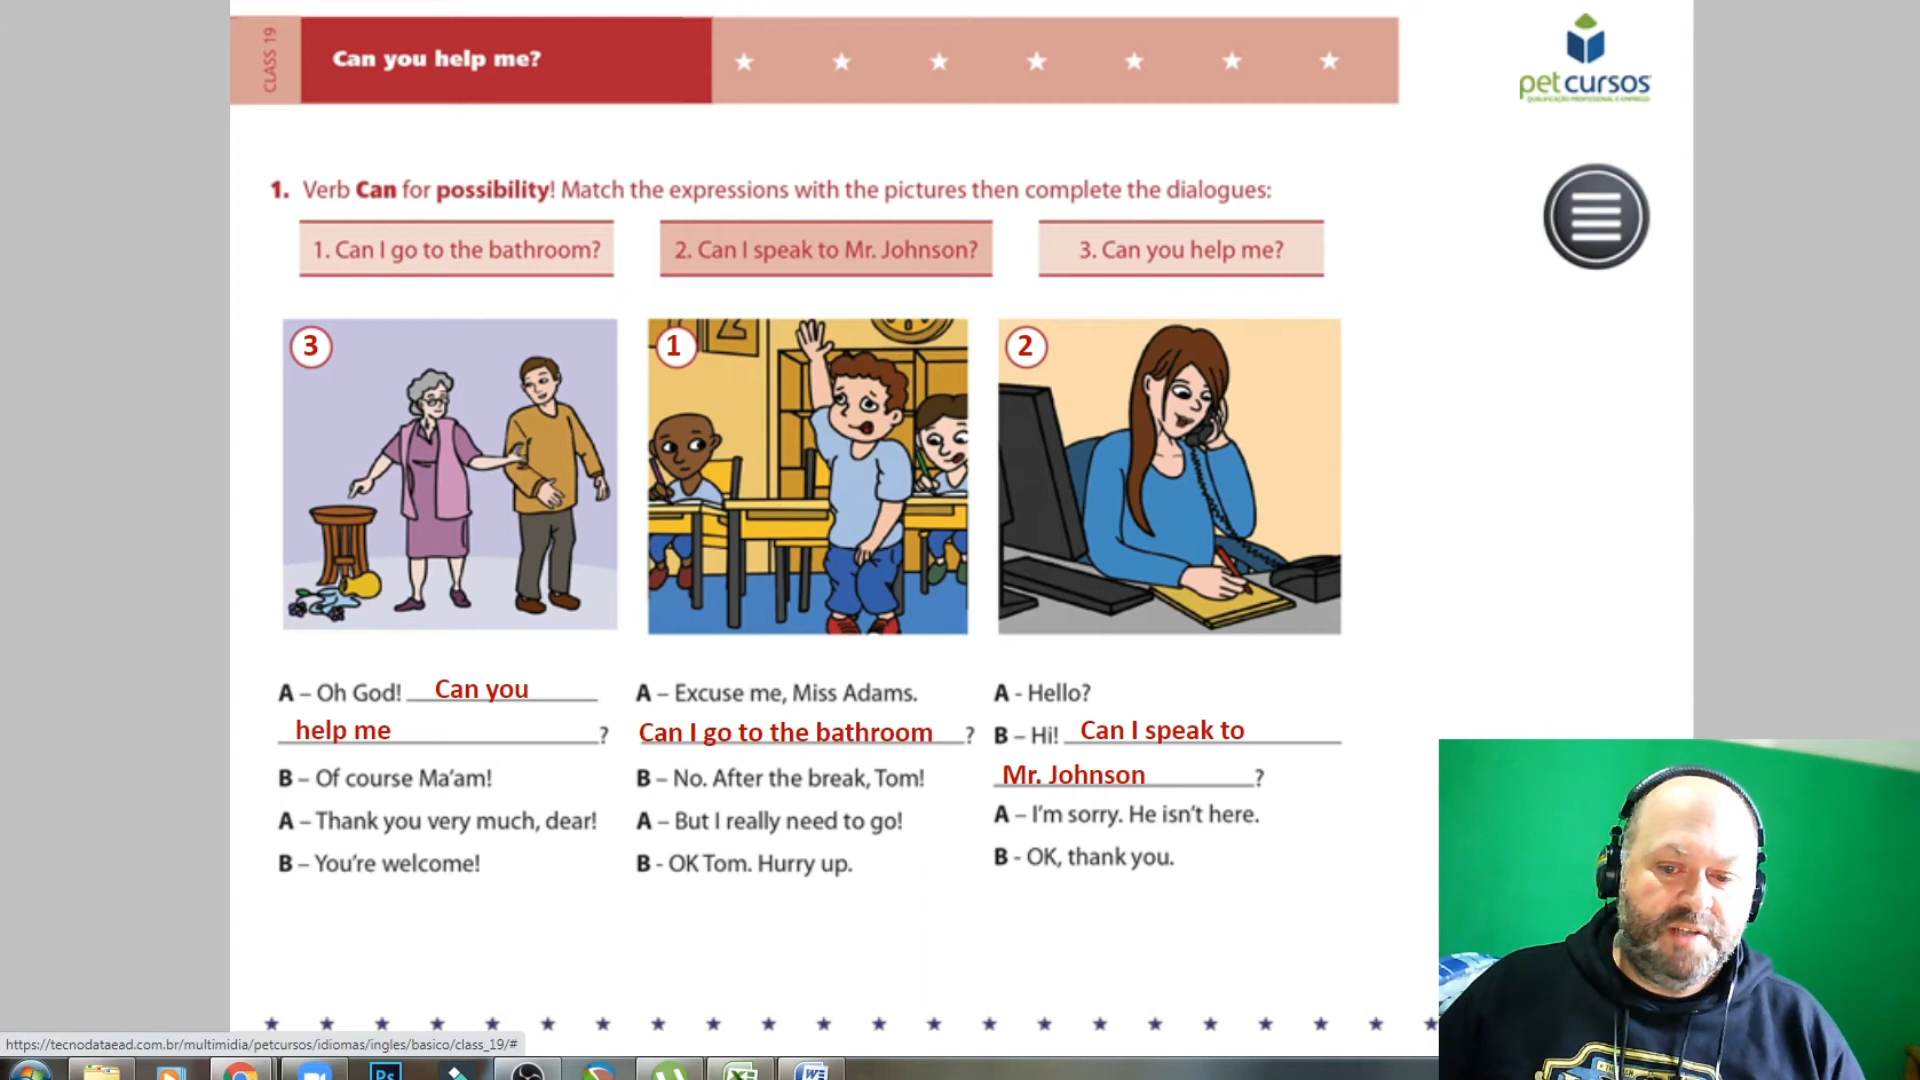 CLASS 19
Can you help me?
pet cursos
QUALIFICAÇÃO PROFISSIONAL E EMPREGO
1. Verb Can for possibility! Match the expressions with the pictures then complete the dialogues:
1. Can I go to the bathroom?
2. Can I speak to Mr. Johnson?
3. Can you help me?
3
1
2
A – Oh God! Can you
help me ?
B – Of course Ma'am!
A – Thank you very much, dear!
B – You're welcome!
A – Excuse me, Miss Adams.
Can I go to the bathroom ?
B – No. After the break, Tom!
A – But I really need to go!
B - OK Tom. Hurry up.
A - Hello?
B – Hi! Can I speak to
Mr. Johnson ?
A – I'm sorry. He isn't here.
B - OK, thank you.
https://tecnodataead.com.br/multimidia/petcursos/idiomas/ingles/basico/class_19/#
Ps